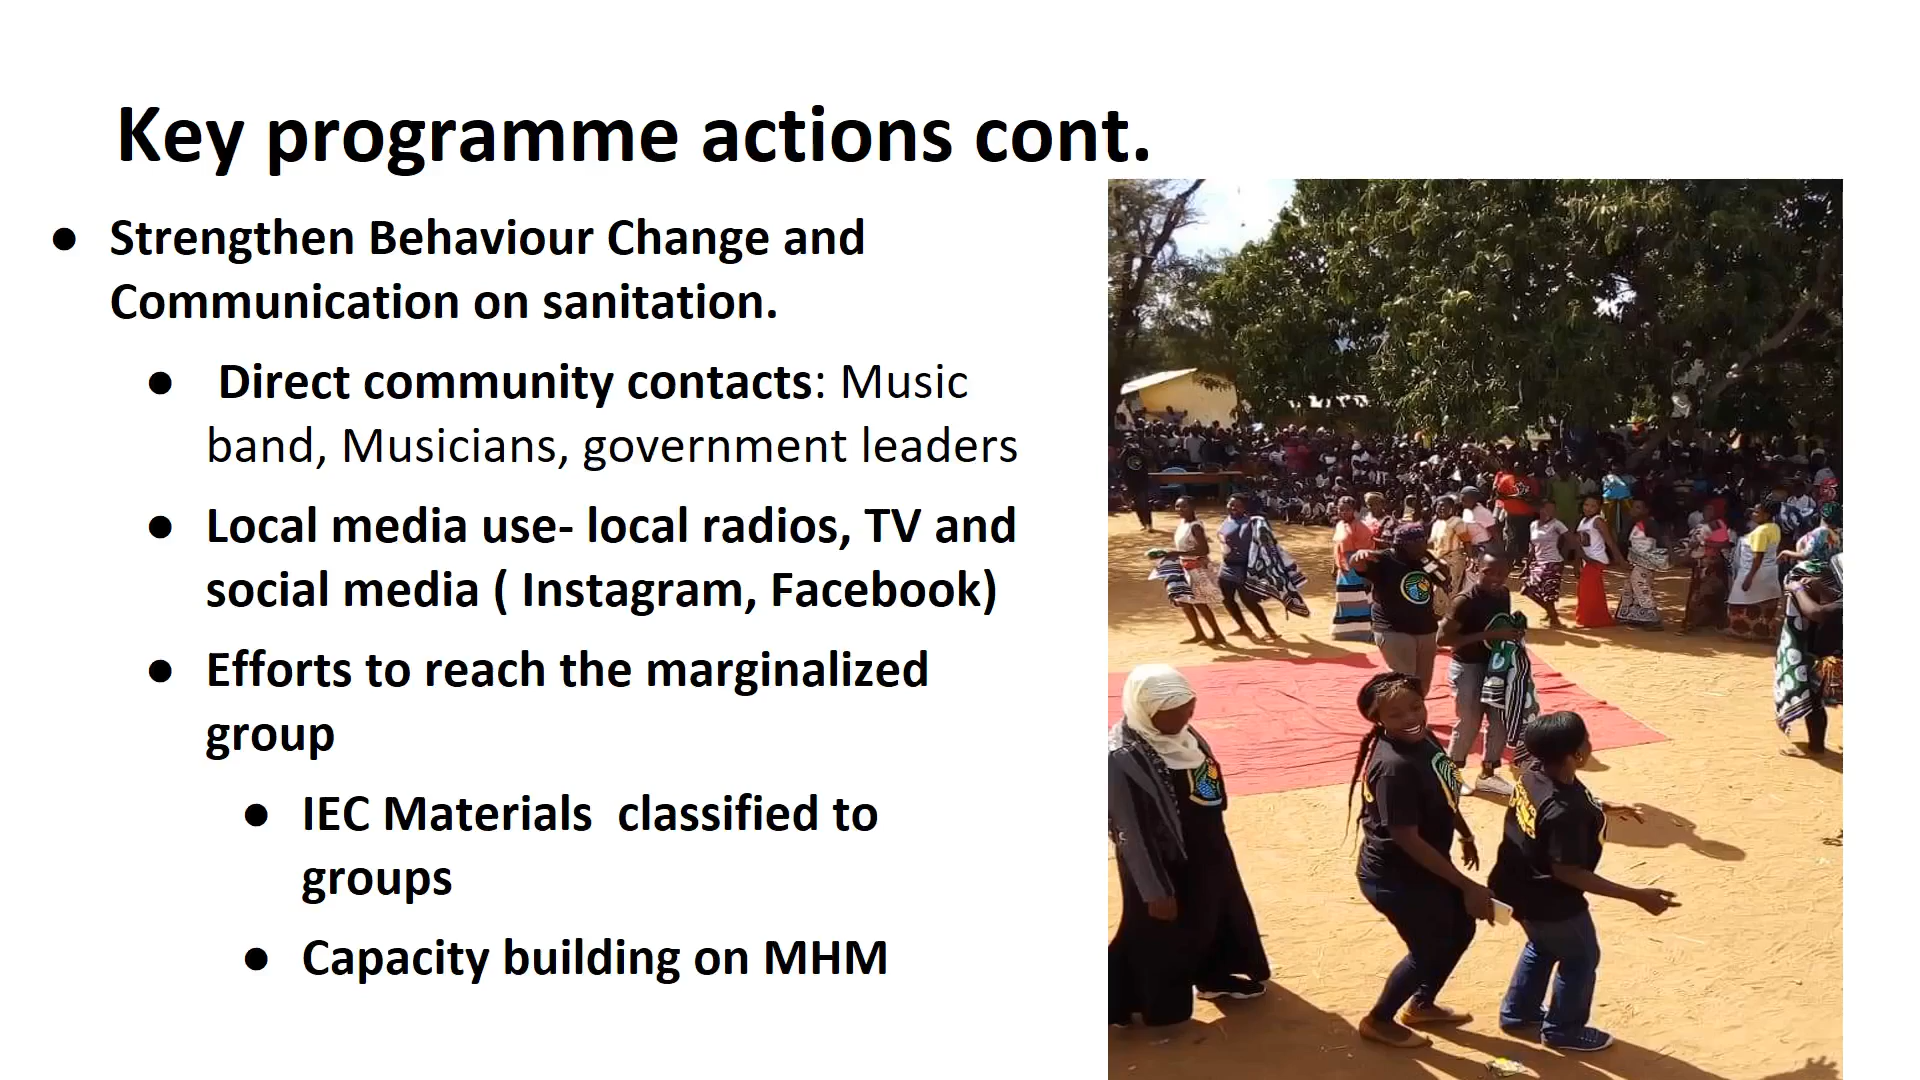 Key programme actions cont.
● Strengthen Behaviour Change and
Communication on sanitation.
● Direct community contacts: Music
band, Musicians, government leaders
● Local media use- local radios, TV and
social media ( Instagram, Facebook)
● Efforts to reach the marginalized
group
● IEC Materials  classified to
groups
● Capacity building on MHM